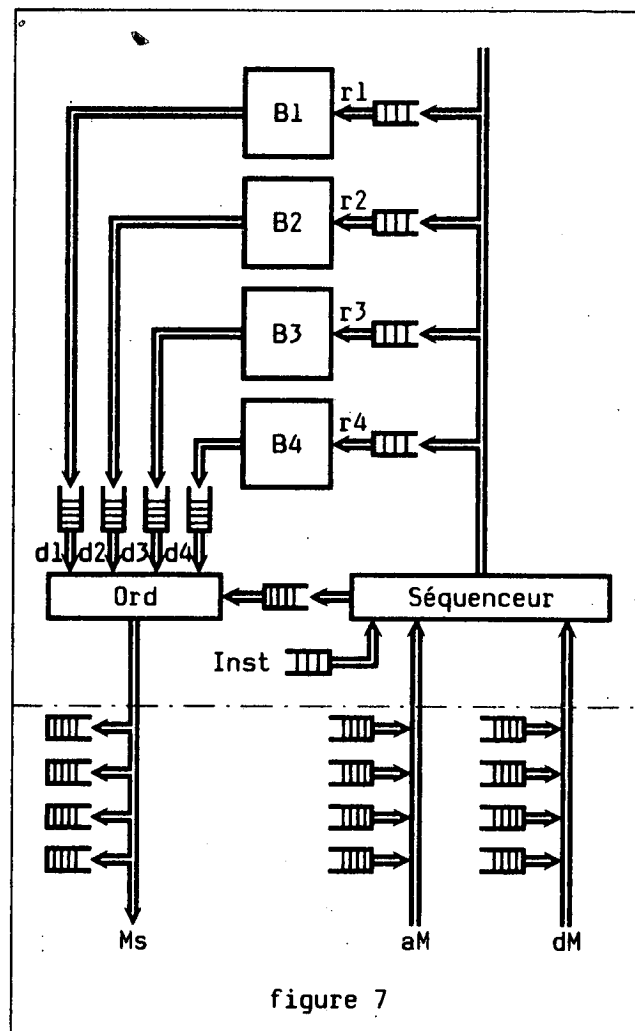 B1
r1
B2
r2
B3
r3
B4
r4
d1 d2 d3 d4
Ord
Séquenceur
Inst
Ms
aM
dM
figure 7